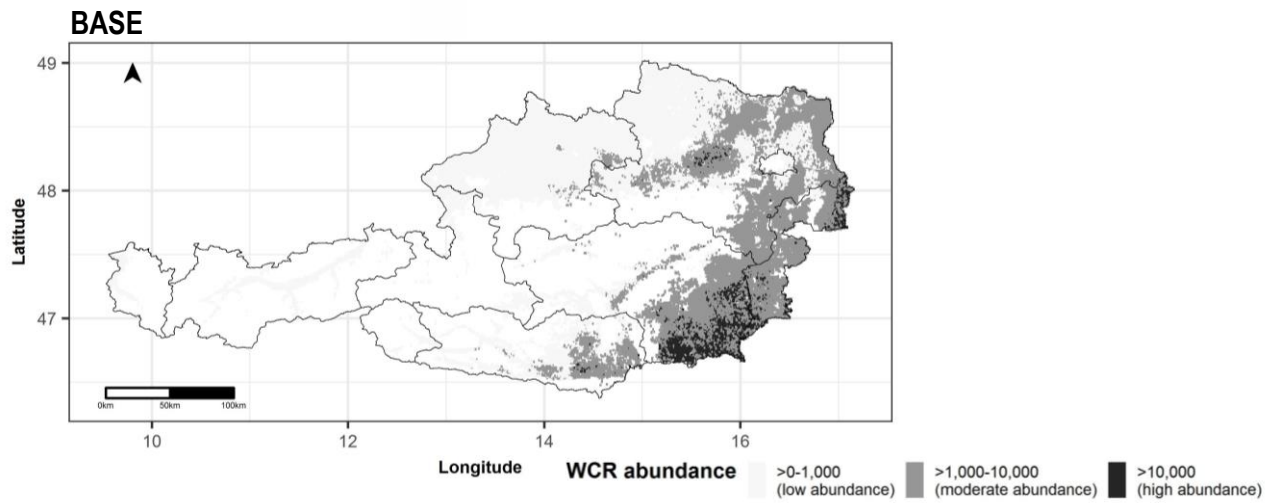 BASE
49
48
47
Latitude
0km 50km 100km
10 12 14 16
Longitude
WCR abundance
>0-1,000
(low abundance)
>1,000-10,000
(moderate abundance)
>10,000
(high abundance)